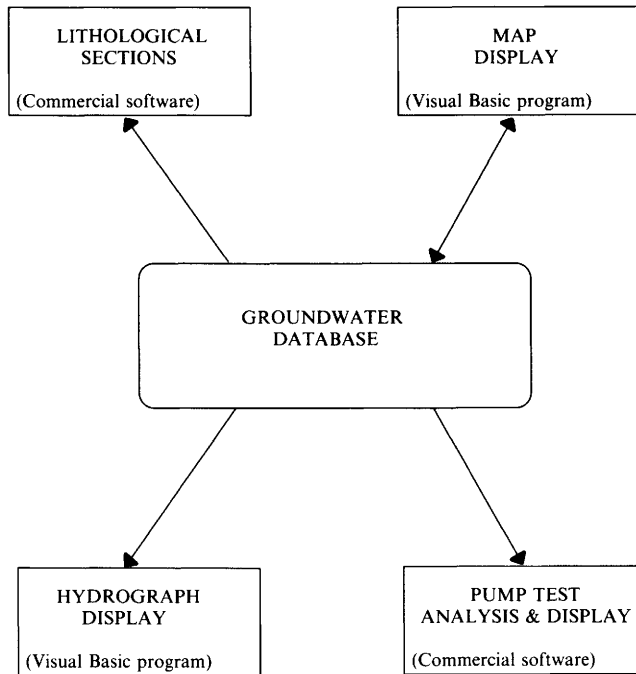 LITHOLOGICAL
SECTIONS
(Commercial software)
MAP
DISPLAY
(Visual Basic program)
GROUNDWATER
DATABASE
HYDROGRAPH
DISPLAY
(Visual Basic program)
PUMP TEST
ANALYSIS & DISPLAY
(Commercial software)